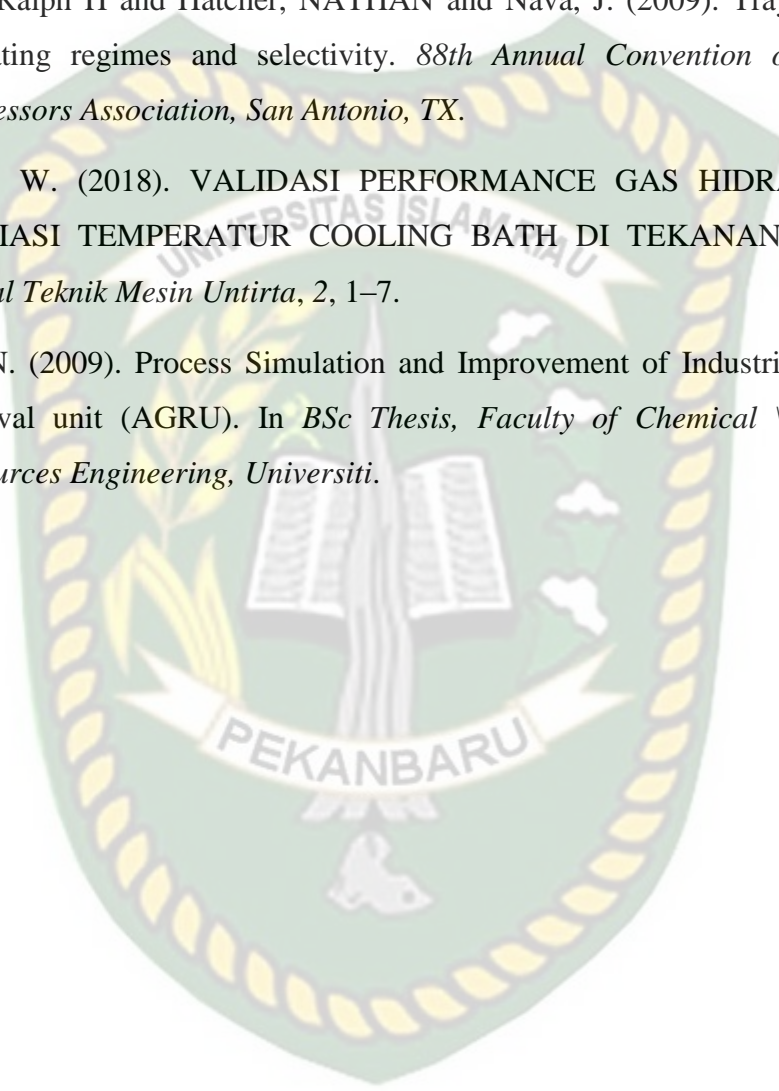 Ralph H and Hatcher, NATHAN and Nava, J. (2009).
ating regimes and selectivity. 88th Annual Convention
essors Association, San Antonio, TX.
W. (2018). VALIDASI PERFORMANCE GAS HIDRA
IASI TEMPERATUR COOLING BATH DI TEKANAN
al Teknik Mesin Untirta, 2, 1–7.
N. (2009). Process Simulation and Improvement of Industri
val unit (AGRU). In BSc Thesis, Faculty of Chemical
urces Engineering, Universiti.
UNIVERSITAS ISLAM RIAU
PEKANBARU